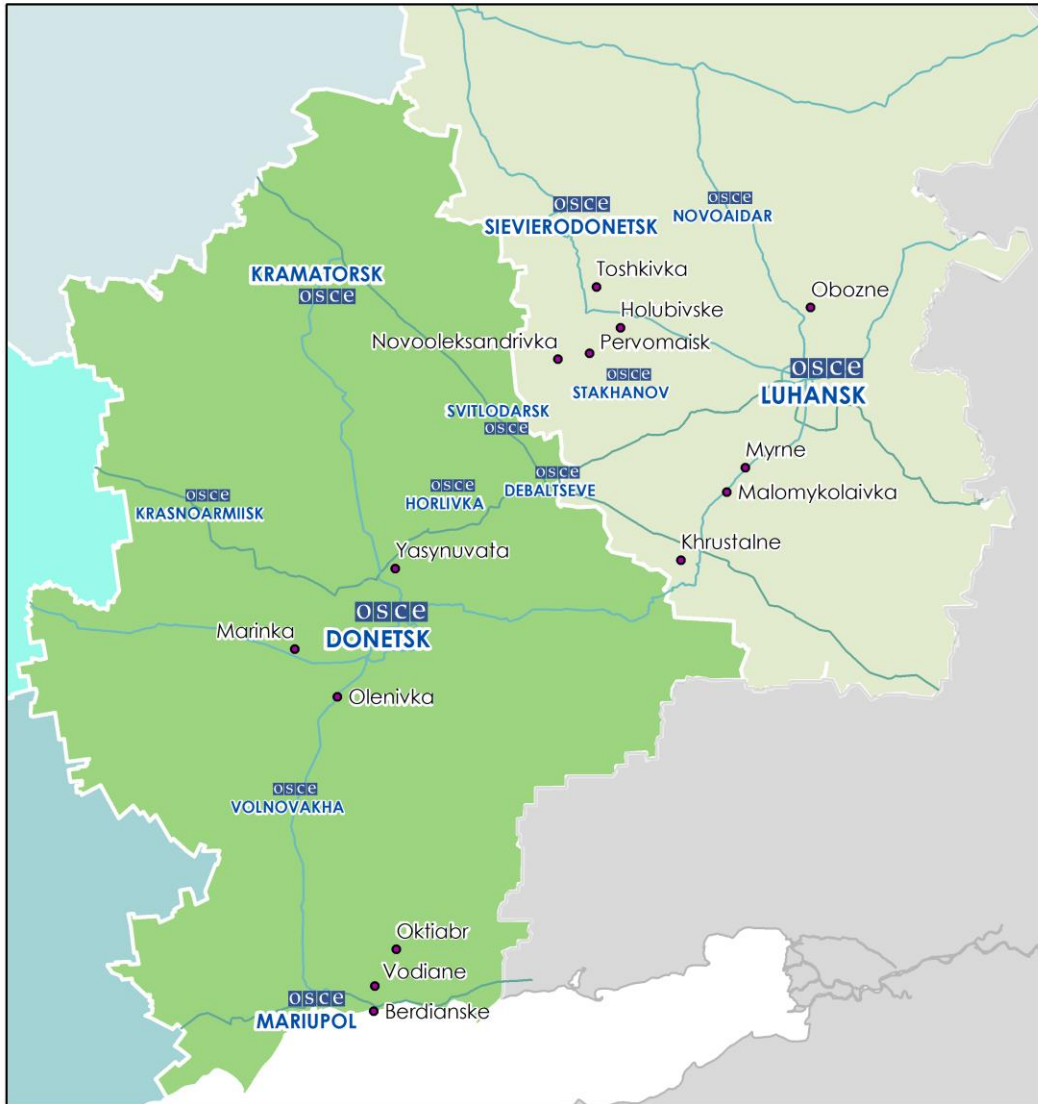 osce
NOVOAIDAR
osce
SIEVIERODONETSK
KRAMATORSK
osce
Toshkivka
Obozne
Holubivske
Novooleksandrivka
Pervomaisk
osce
STAKHANOV
osce
LUHANSK
SVITLODARSK
osce
Myrne
osce
DEBALTSEVE
osce
HORLIVKA
osce
KRASNOARMIISK
Malomykolaivka
Khrustalne
Yasynuvata
osce
DONETSK
Marinka
Olenivka
osce
VOLNOVAKHA
Oktiabr
Vodiane
osce
MARIUPOL
Berdianske